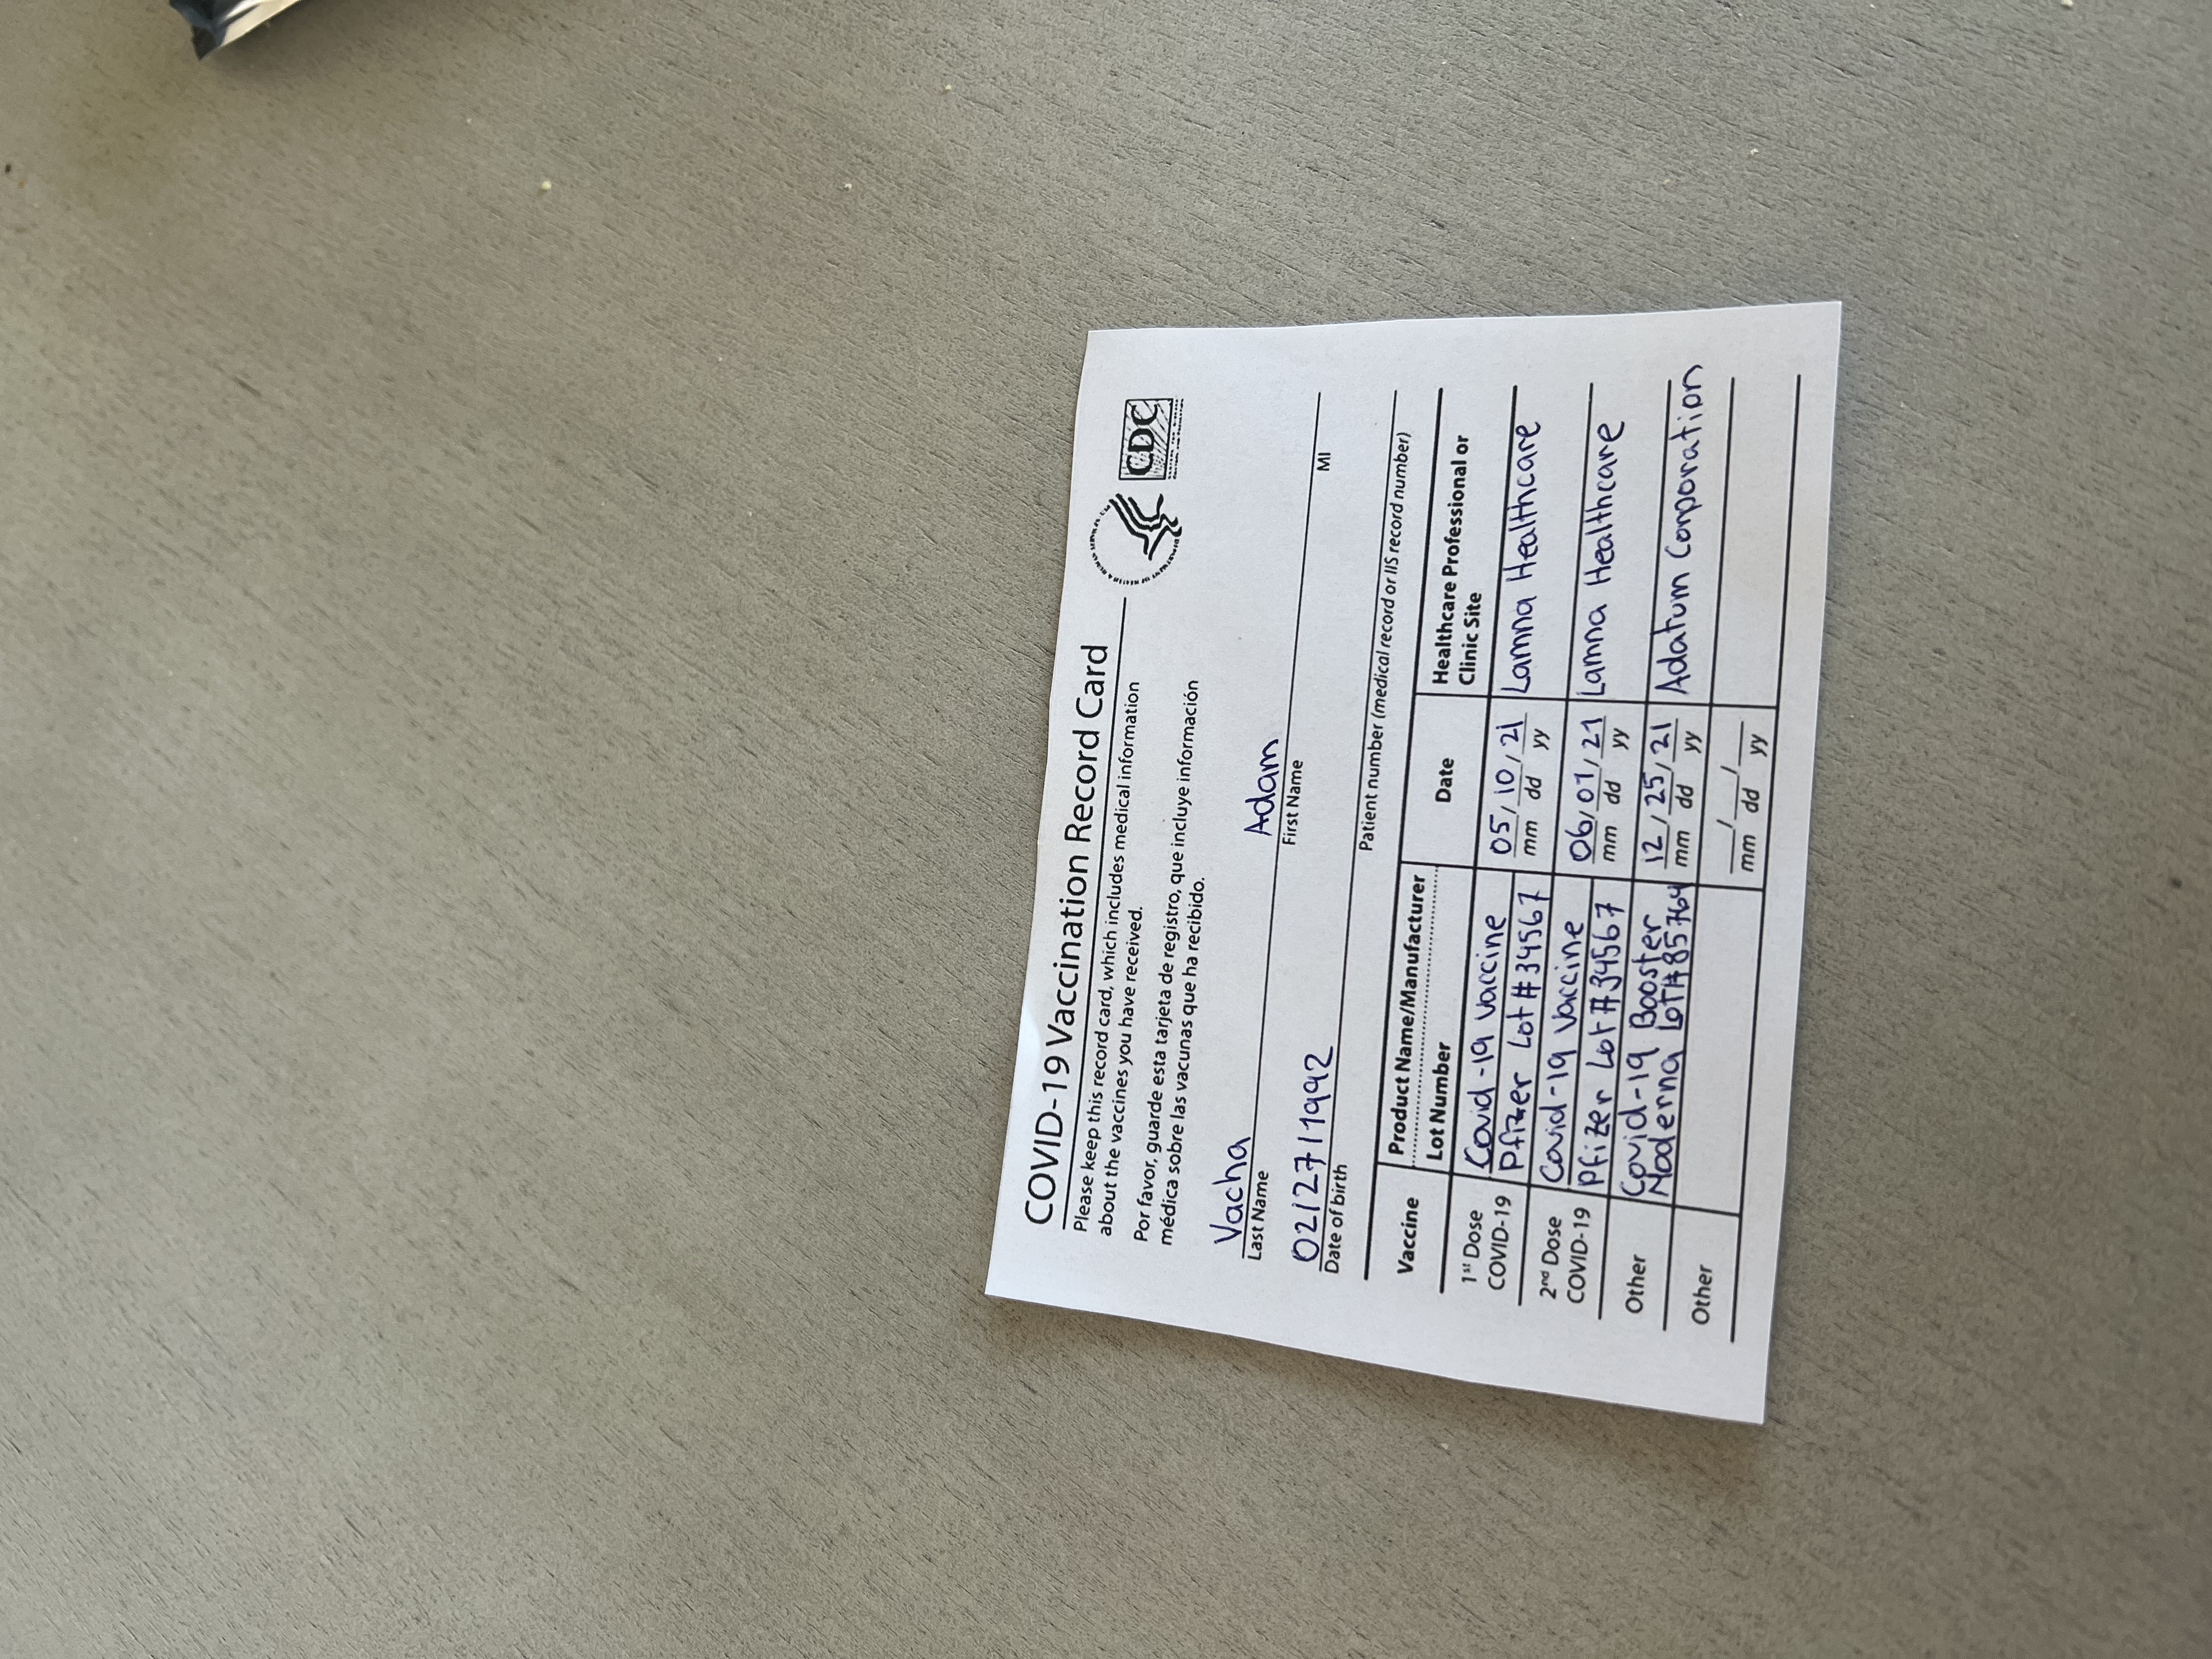 COVID-19 Vaccination Record Card
Please keep this record card, which includes medical information
about the vaccines you have received.
Por favor, guarde esta tarjeta de registro, que incluye información
médica sobre las vacunas que ha recibido.
CDC
Vacha Adam
Last Name First Name MI
02/27/1992
Date of birth Patient number (medical record or IIS record number)
Vaccine Product Name/Manufacturer Date Healthcare Professional or
Lot Number Clinic Site
1st Dose Covid-19 vaccine 05/10/21 Lamna Healthcare
COVID-19 Pfizer Lot #34567 mm dd yy
2nd Dose Covid-19 Vaccine 06/01/21 Lamna Healthcare
COVID-19 Pfizer Lot #34567 mm dd yy
Other Covid-19 Booster 12/25/21 Adatum Corporation
Moderna LOT#85764 mm dd yy
Other / /
mm dd yy